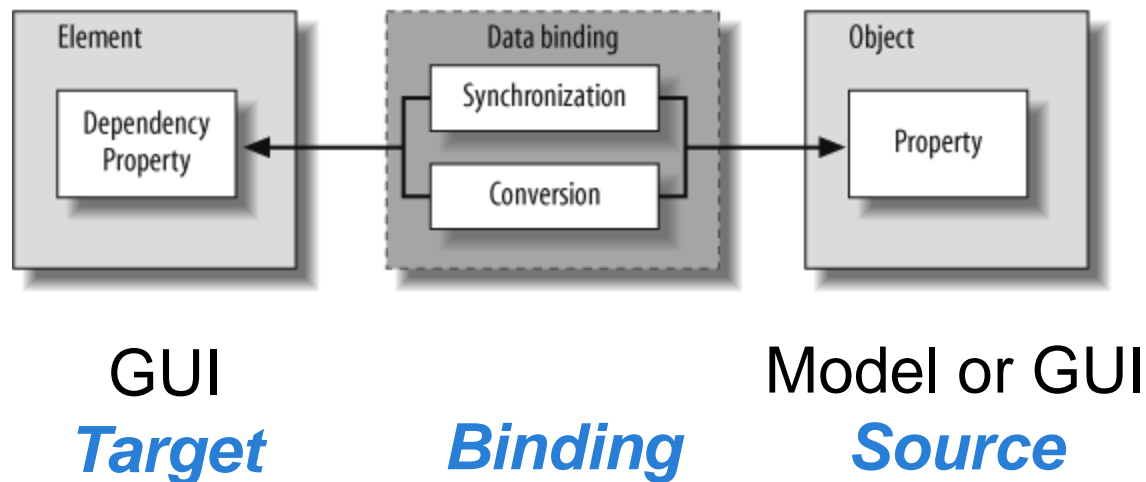 Element
Dependency
Property
Data binding
Synchronization
Conversion
Object
Property
GUI
Target
Binding
Model or GUI
Source